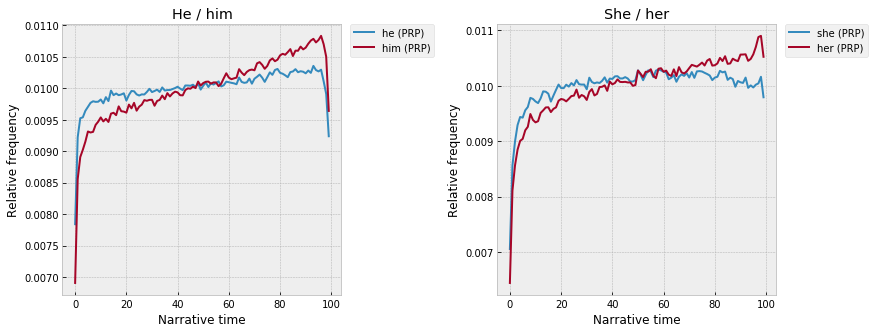 He / him
he (PRP)
him (PRP)
0.0110
0.0105
0.0100
0.0095
0.0090
0.0085
0.0080
0.0075
0.0070
Relative frequency
0
20
40
60
80
100
Narrative time
She / her
she (PRP)
her (PRP)
0.011
0.010
0.009
0.008
0.007
Relative frequency
0
20
40
60
80
100
Narrative time